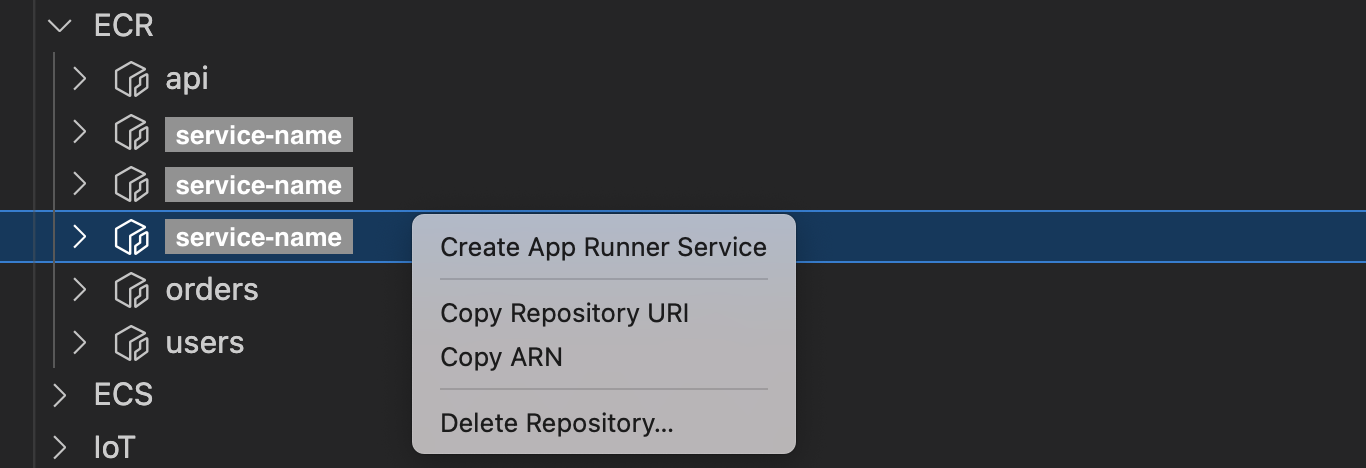 ECR
api
service-name
service-name
service-name
Create App Runner Service
Copy Repository URI
orders
Copy ARN
users
ECS
Delete Repository...
IoT